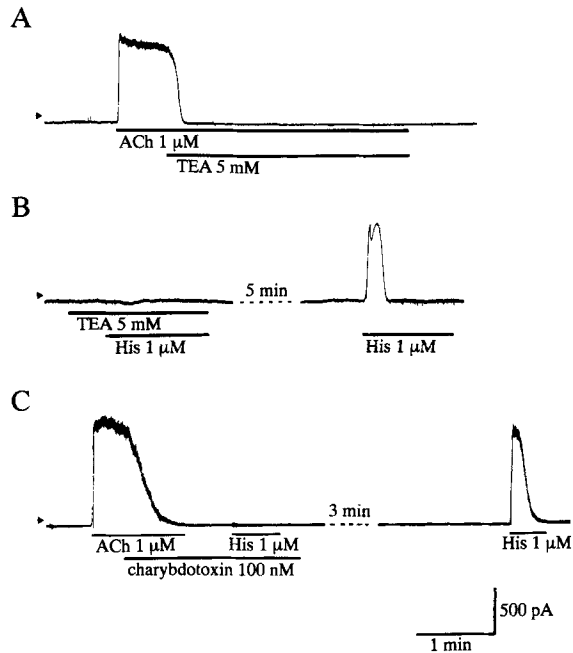 A
ACh 1 μM
TEA 5 mM
B
5 min
TEA 5 mM
His 1 μM
His 1 μM
C
3 min
ACh 1 μM
His 1 μM
His 1 μM
charybdotoxin 100 nM
500 pA
1 min